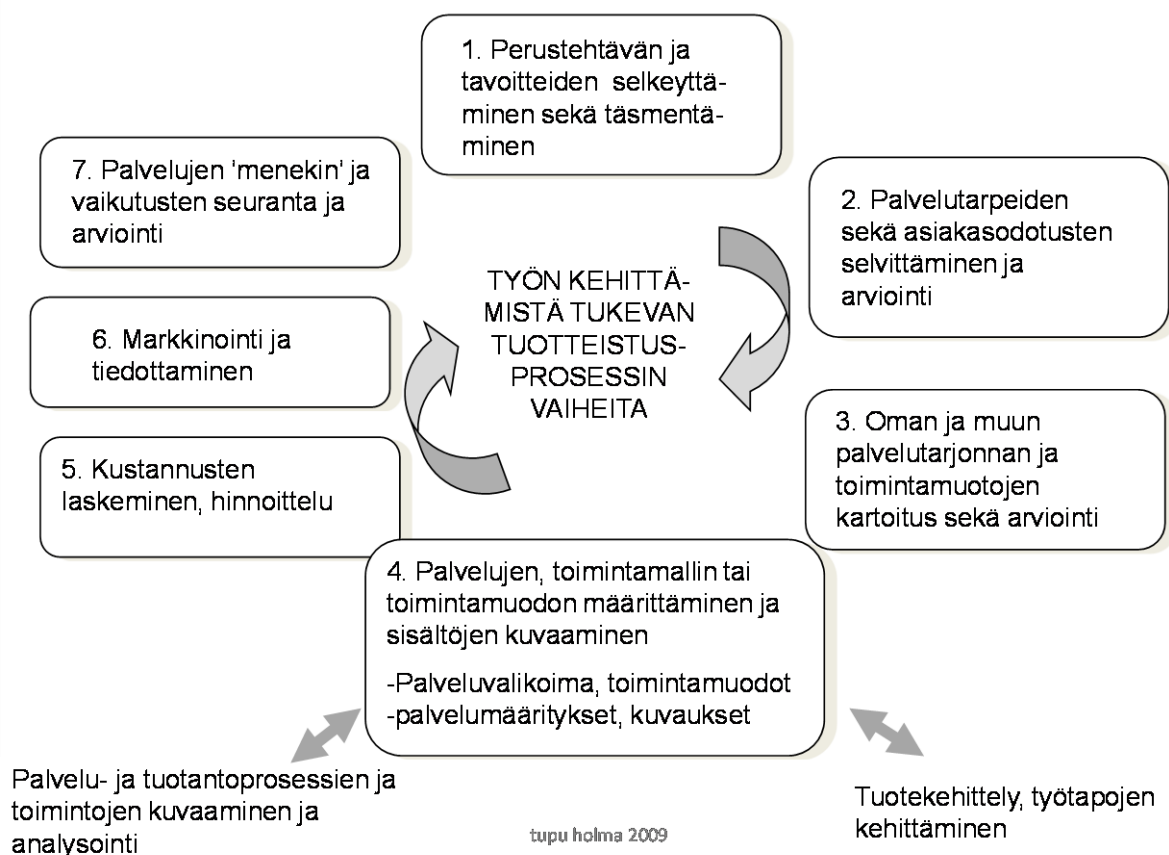 1. Perustehtävän ja
tavoitteiden selkeyttä-
minen sekä täsmentä-
minen
2. Palvelutarpeiden
sekä asiakasodotusten
selvittäminen ja
arviointi
3. Oman ja muun
palvelutarjonnan ja
toimintamuotojen
kartoitus sekä arviointi
4. Palvelujen, toimintamallin tai
toimintamuodon määrittäminen ja
sisältöjen kuvaaminen
-Palveluvalikoima, toimintamuodot
-palvelumääritykset, kuvaukset
5. Kustannusten
laskeminen, hinnoittelu
6. Markkinointi ja
tiedottaminen
7. Palvelujen 'menekin' ja
vaikutusten seuranta ja
arviointi
TYÖN KEHITTÄ-
MISTÄ TUKEVAN
TUOTTEISTUS-
PROSESSIN
VAIHEITA
Palvelu- ja tuotantoprosessien ja
toimintojen kuvaaminen ja
analysointi
Tuotekehittely, työtapojen
kehittäminen
tupu holma 2009